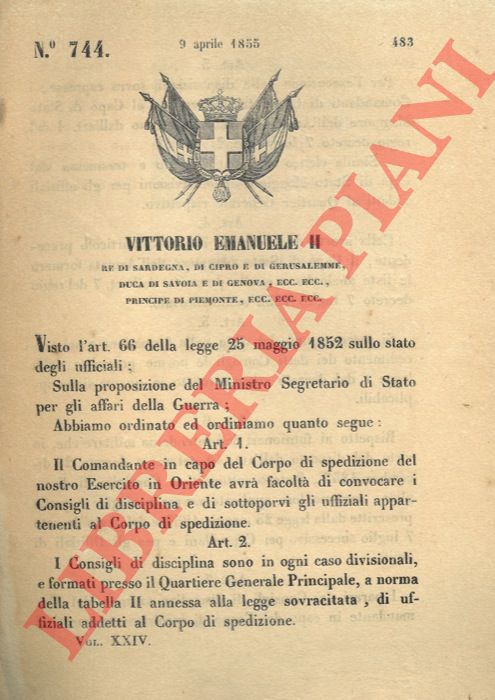 N.° 744.
9 aprile 1855
483
VITTORIO EMANUELE II
RE DI SARDEGNA, DI CIPRO E DI GERUSALEMME,
DUCA DI SAVOIA E DI GENOVA, ECC. ECC.,
PRINCIPE DI PIEMONTE, ECC. ECC. ECC.
Visto l'art. 66 della legge 25 maggio 1852 sullo stato
degli ufficiali ;
Sulla proposizione del Ministro Segretario di Stato
per gli affari della Guerra ;
Abbiamo ordinato ed ordiniamo quanto segue :
Art. 1.
Il Comandante in capo del Corpo di spedizione del
nostro Esercito in Oriente avrà facoltà di convocare i
Consigli di disciplina e di sottoporvi gli uffiziali appar-
tenenti al Corpo di spedizione.
Art. 2.
I Consigli di disciplina sono in ogni caso divisionali,
e formati presso il Quartiere Generale Principale, a norma
della tabella II annessa alla legge sovracitata, di uf-
fiziali addetti al Corpo di spedizione.
VOL. XXIV.
LIBRERIA PIANI